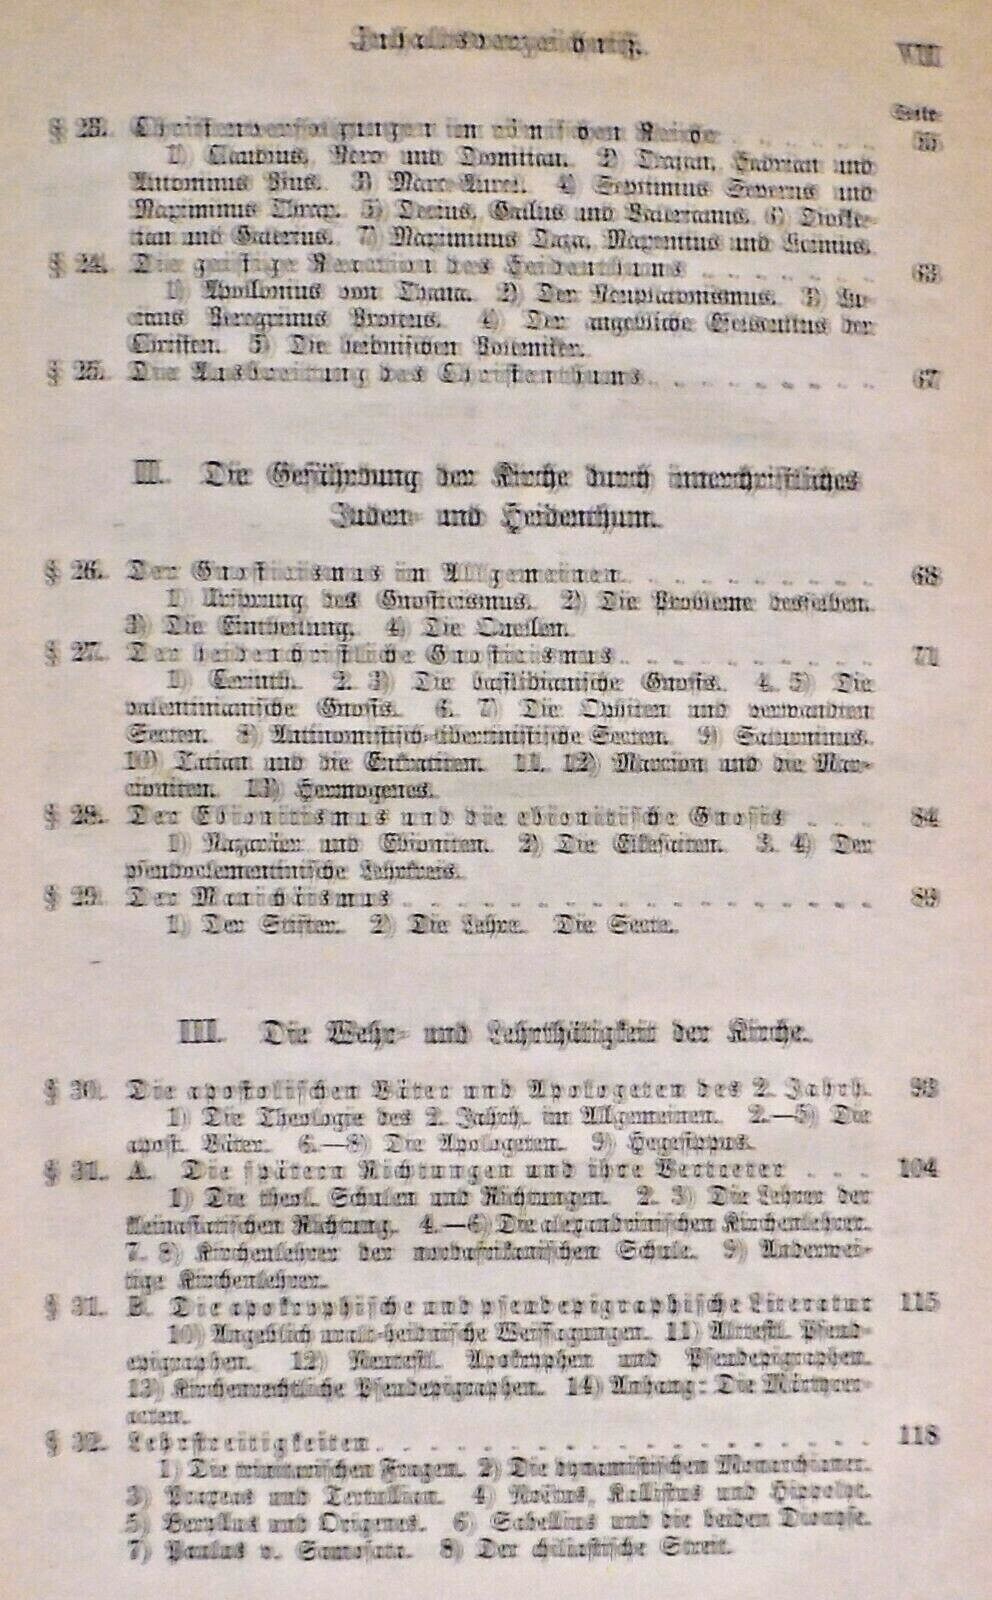 Inhaltsverzeichniß. VIII
Seite
§ 23. Christenverfolgungen im römischen Reiche . . . . . . 55
1) Claudius, Nero und Domitian. 2) Trajan, Hadrian und
Antoninus Pius. 3) Marc Aurel. 4) Septimius Severus und
Maximinus Thrax. 5) Decius, Gallus und Valerianus. 6) Diokle-
tian und Galerius. 7) Maximinus Daza, Maxentius und Licinius.
§ 24. Die geistige Reaction des Heidenthums . . . . . . . 63
1) Apollonius von Thana. 2) Der Neuplatonismus. 3) Lu-
cians Peregrinus Proteus. 4) Der angebliche Eselscultus der
Christen. 5) Die heidnischen Polemiker.
§ 25. Die Ausbreitung des Christenthums . . . . . . . . 67
II. Die Gefährdung der Kirche durch innerchristliches
Juden- und Heidenthum.
§ 26. Der Gnosticismus im Allgemeinen . . . . . . . . . 68
1) Ursprung des Gnosticismus. 2) Die Probleme desselben.
3) Die Eintheilung. 4) Die Quellen.
§ 27. Der heidenchristliche Gnosticismus . . . . . . . . . 71
1) Cerinth. 2. 3) Die basilidianische Gnosis. 4. 5) Die
valentinianische Gnosis. 6. 7) Die Ophiten und verwandten
Secten. 8) Antinomistisch-libertinistische Secten. 9) Saturninus.
10) Tatian und die Enkratiten. 11. 12) Marcion und die Mar-
cioniten. 13) Hermogenes.
§ 28. Der Ebionitismus und die ebionitische Gnosis . . . 84
1) Nazaräer und Ebioniten. 2) Die Elkesaiten. 3. 4) Der
pseudoclementinische Lehrkreis.
§ 29. Der Manichäismus . . . . . . . . . . . . . . . . 89
1) Der Stifter. 2) Die Lehre. Die Secte.
III. Die Wehr- und Lehrthätigkeit der Kirche.
§ 30. Die apostolischen Väter und Apologeten des 2. Jahrh. 93
1) Die Theologie des 2. Jahrh. im Allgemeinen. 2.—5) Die
apost. Väter. 6.—8) Die Apologeten. 9) Hegesippus.
§ 31. A. Die spätern Richtungen und ihre Vertreter . . . 104
1) Die theol. Schulen und Richtungen. 2. 3) Die Lehrer der
kleinasiatischen Richtung. 4.—6) Die alexandrinischen Kirchenlehrer.
7. 8) Kirchenlehrer der nordafrikanischen Schule. 9) Anderwei-
tige Kirchenlehrer.
§ 31. B. Die apokryphische und pseudepigraphische Literatur 115
10) Angeblich uralt-heidnische Weissagungen. 11) Alttestl. Pseud-
epigraphen. 12) Neutestl. Apokryphen und Pseudepigraphen.
13) Kirchenrechtliche Pseudepigraphen. 14) Anhang: Die Märtyrer-
acten.
§ 32. Lehrstreitigkeiten . . . . . . . . . . . . . . . . 118
1) Die trinitarischen Fragen. 2) Die dynamistischen Monarchianer.
3) Praxeas und Tertullian. 4) Noëtus, Kallistus und Hippolyt.
5) Beryllus und Origenes. 6) Sabellius und die beiden Dionyse.
7) Paulus v. Samosata. 8) Der chiliastische Streit.